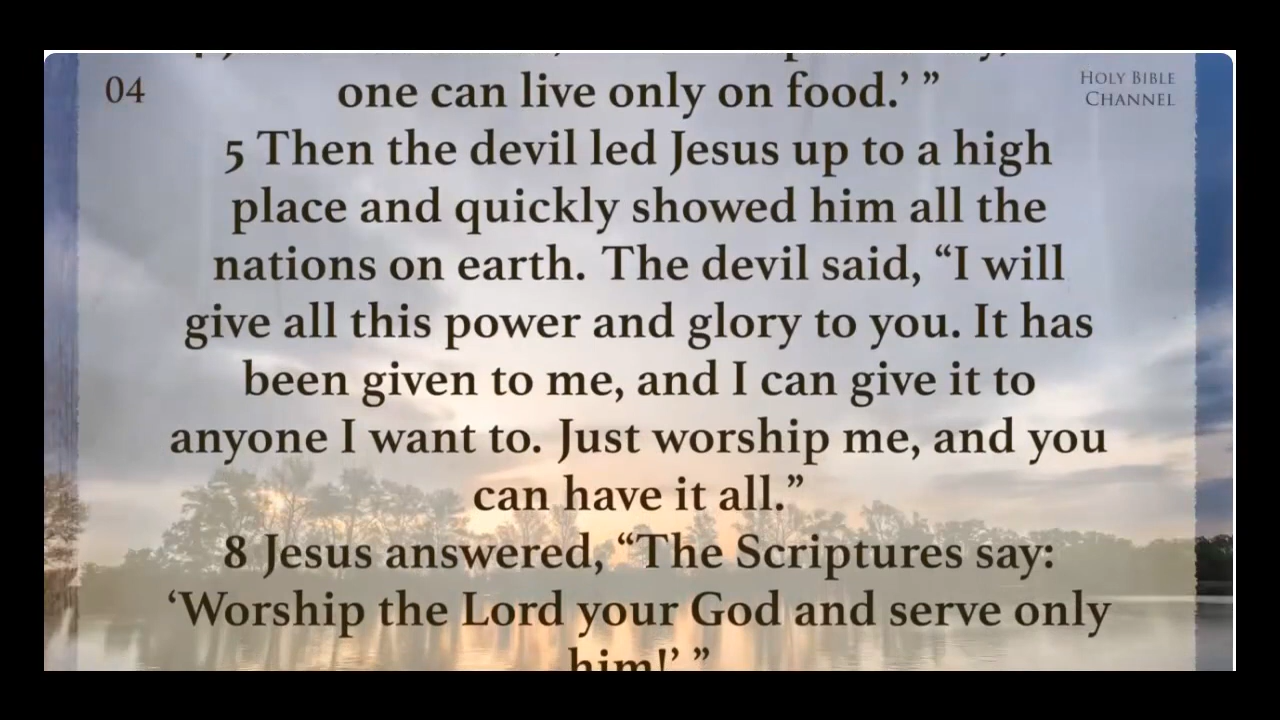 04
HOLY BIBLE
CHANNEL
one can live only on food.’ ”
5 Then the devil led Jesus up to a high
place and quickly showed him all the
nations on earth. The devil said, “I will
give all this power and glory to you. It has
been given to me, and I can give it to
anyone I want to. Just worship me, and you
can have it all.”
8 Jesus answered, “The Scriptures say:
‘Worship the Lord your God and serve only
him!’ ”